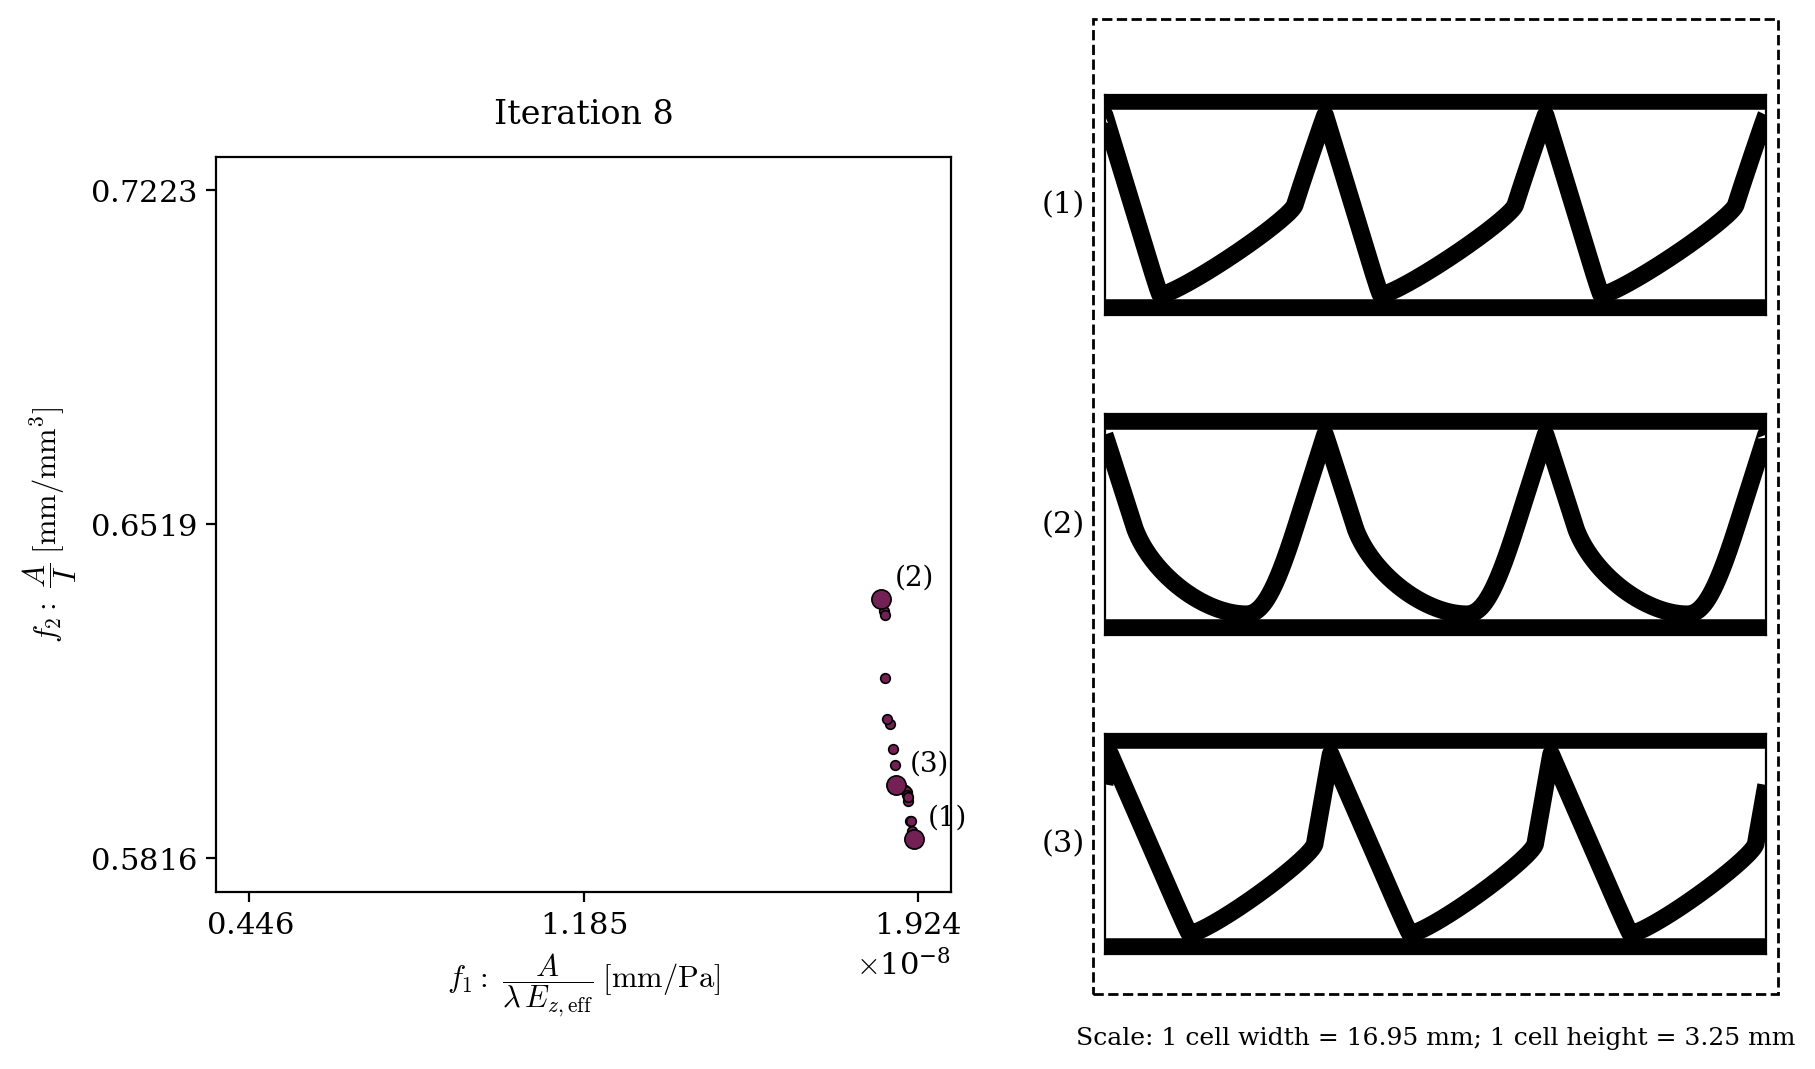 Iteration 8
0.7223
0.6519
0.5816
f₂: A/I [mm/mm³]
(2)
(3)
(1)
0.446 1.185 1.924
×10⁻⁸
f₁: A/(λ E_z,eff) [mm/Pa]
(1)
(2)
(3)
Scale: 1 cell width = 16.95 mm; 1 cell height = 3.25 mm